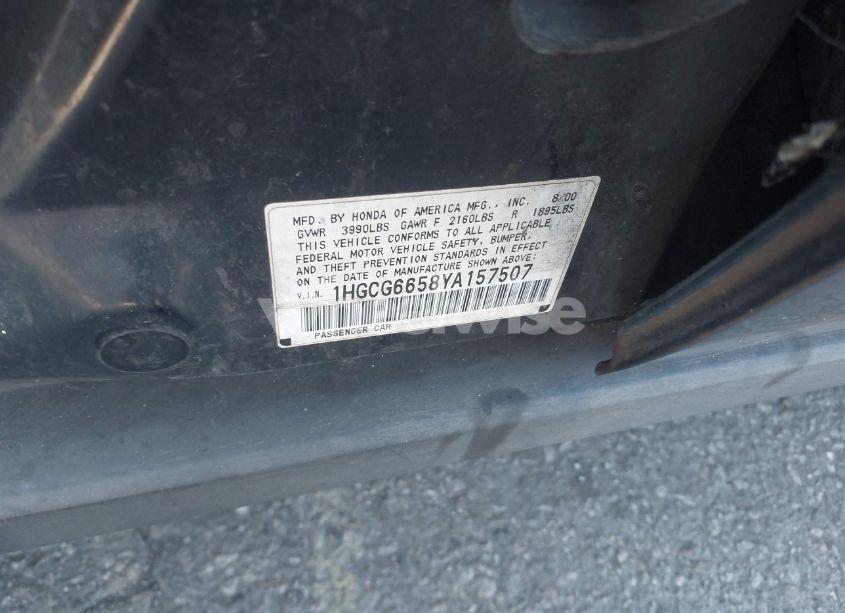 MFD. BY HONDA OF AMERICA MFG., INC. 8/00
GVWR 3990LBS GAWR F 2160LBS R 1895LBS
THIS VEHICLE CONFORMS TO ALL APPLICABLE
FEDERAL MOTOR VEHICLE SAFETY, BUMPER,
AND THEFT PREVENTION STANDARDS IN EFFECT
ON THE DATE OF MANUFACTURE SHOWN ABOVE:
V.I.N. 1HGCG6658YA157507
PASSENGER CAR